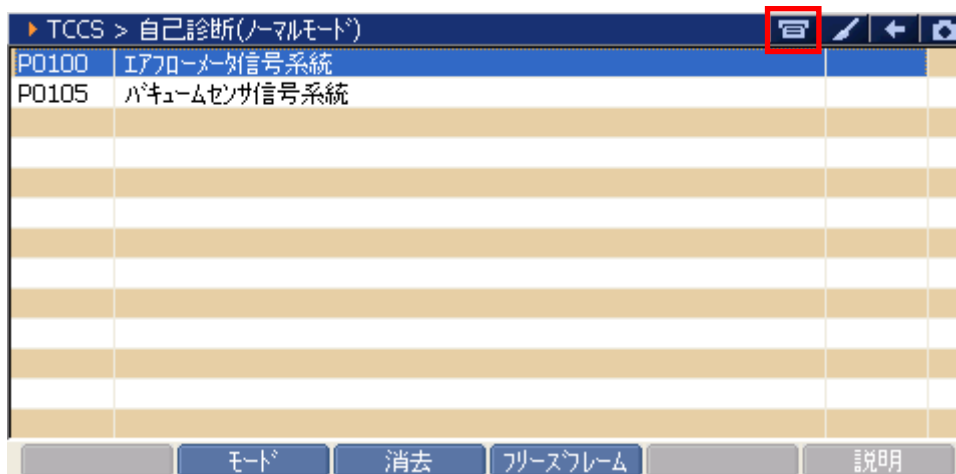 TCCS > 自己診断(ﾉｰﾏﾙﾓｰﾄﾞ)
P0100 ｴｱﾌﾛｰﾒｰﾀ信号系統
P0105 ﾊﾞｷｭｰﾑｾﾝｻ信号系統
ﾓｰﾄﾞ 消去 ﾌﾘｰｽﾞﾌﾚｰﾑ 説明